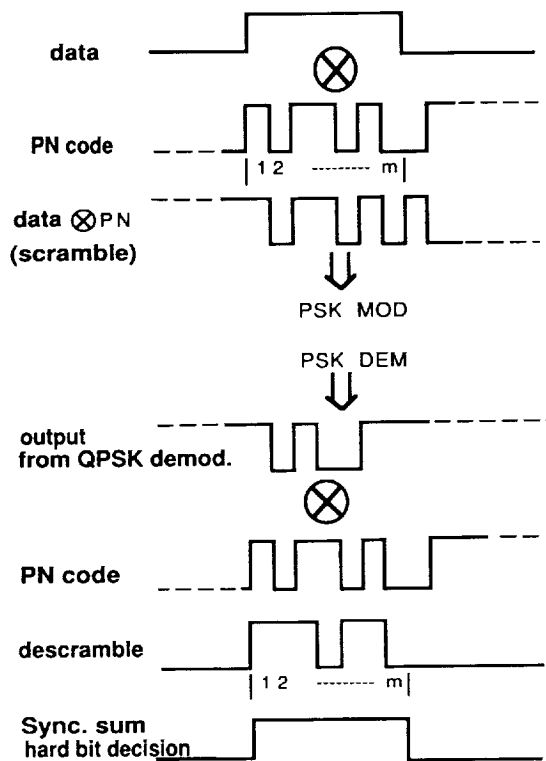 data
PN code
1 2 -------- m
data ⊗ PN
(scramble)
PSK MOD
PSK DEM
output
from QPSK demod.
PN code
descramble
1 2 -------- m
Sync. sum
hard bit decision